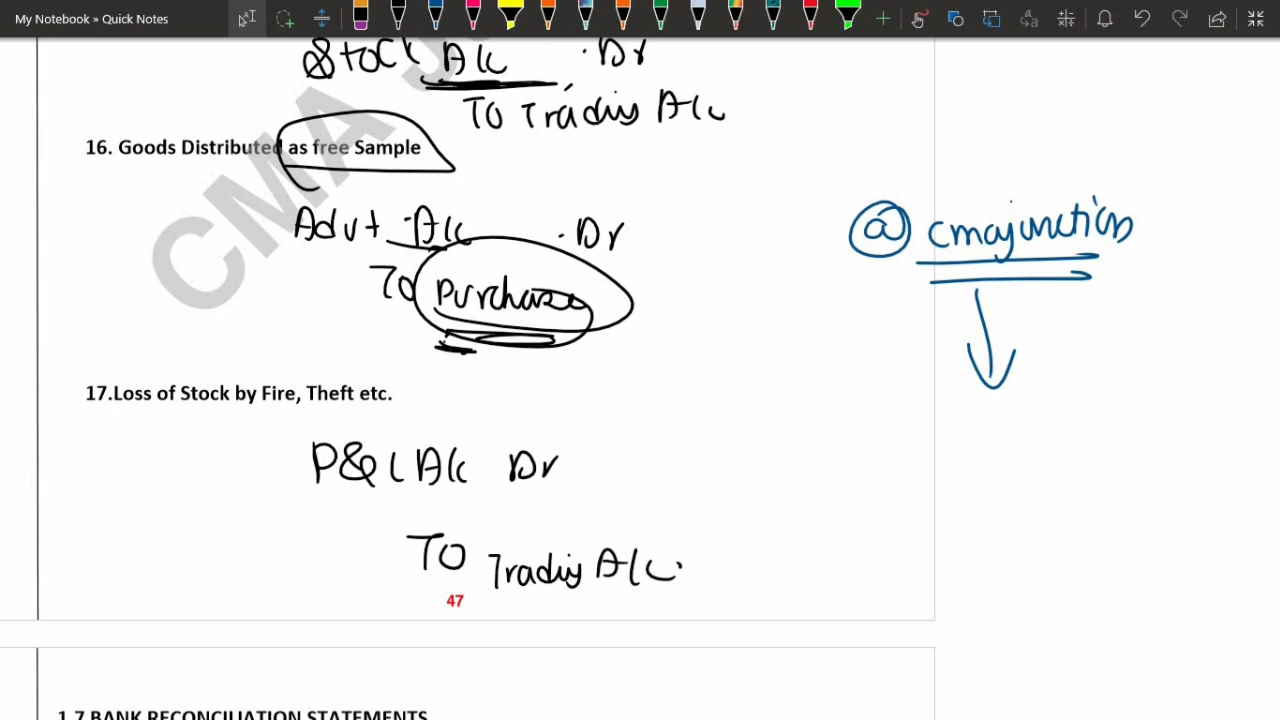 My Notebook » Quick Notes
Stock A/c . Dr
To Trading A/c
16. Goods Distributed as free Sample
Advt A/c . Dr
To Purchase
@ cmajunction
17.Loss of Stock by Fire, Theft etc.
P&L A/c Dr
To Trading A/c
47
1.7 BANK RECONCILIATION STATEMENTS
CMA J